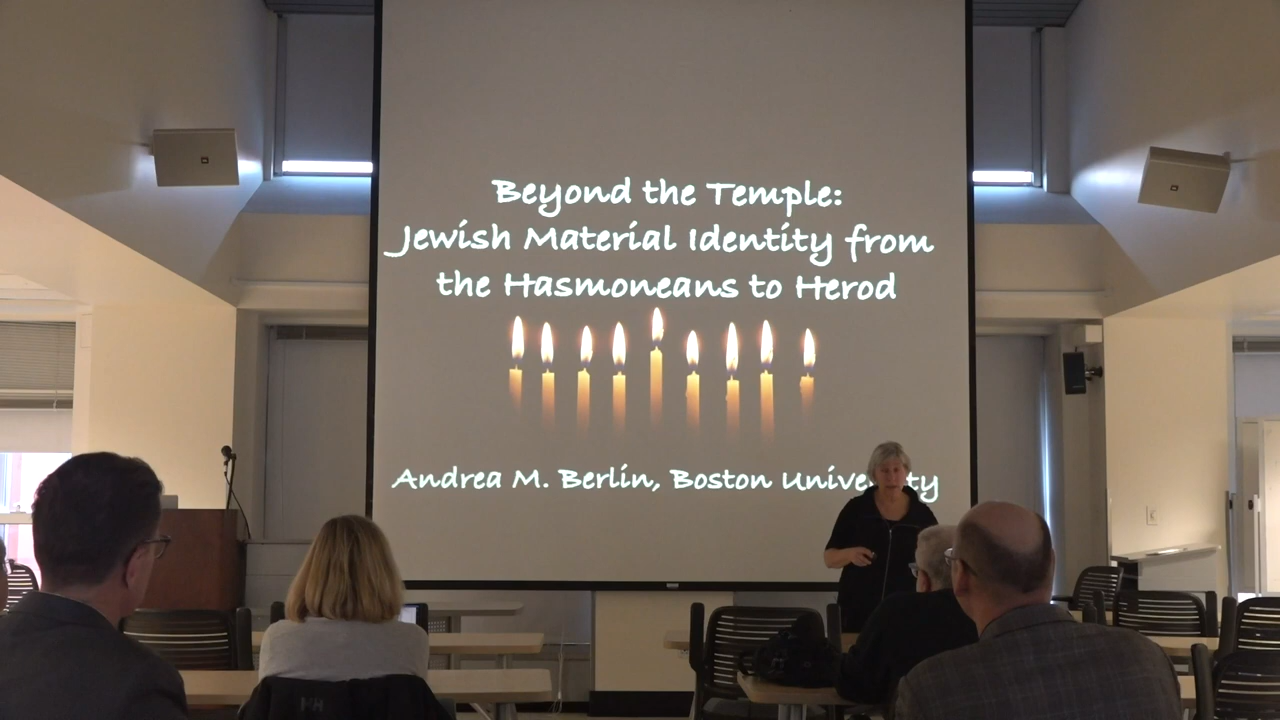 Beyond the Temple:
Jewish Material Identity from
the Hasmoneans to Herod
Andrea M. Berlin, Boston University